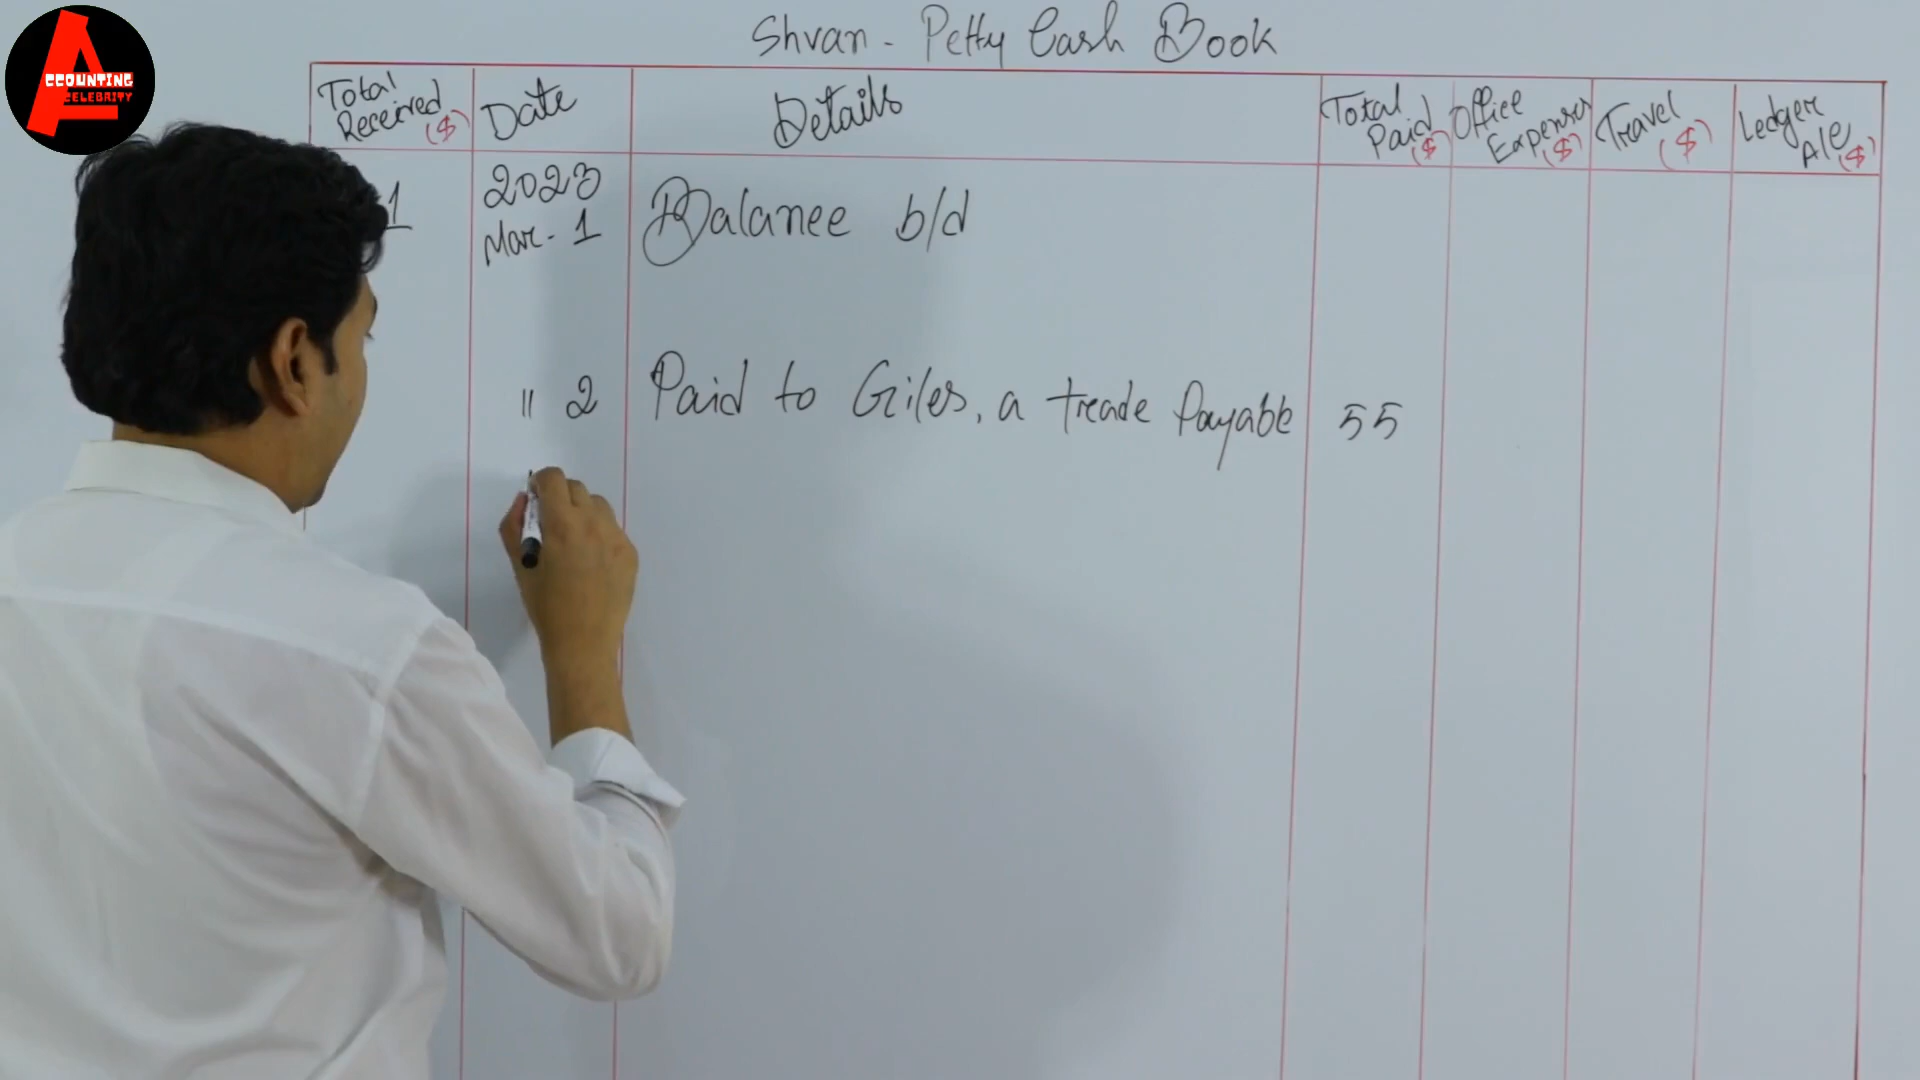 ACCOUNTING
CELEBRITY
Shvan - Petty Cash Book
Total Received ($)
Date
Details
Total Paid ($)
Office Expenses ($)
Travel ($)
Ledger A/c ($)
1
2023
Mar - 1
Balance b/d
" 2
Paid to Giles, a trade Payable
55